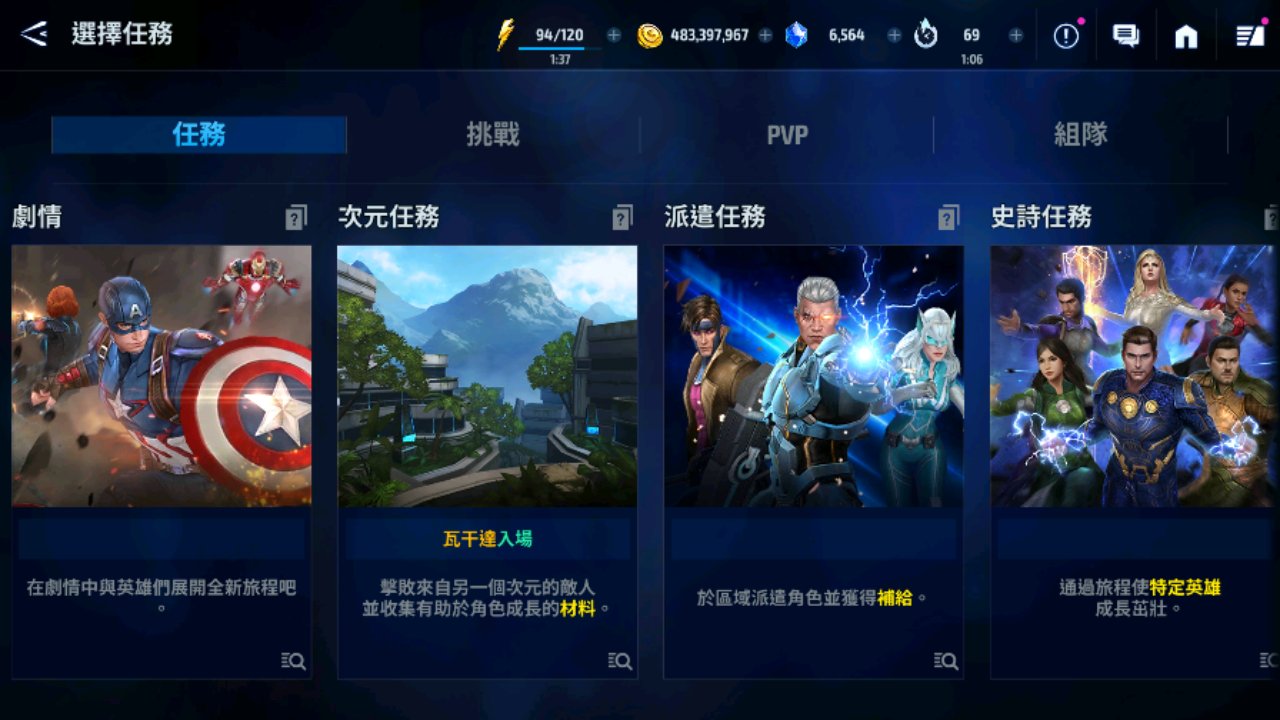 選擇任務
94/120
1:37
483,397,967
6,564
69
1:06
任務
挑戰
PVP
組隊
劇情
次元任務
派遣任務
史詩任務
瓦干達入場
在劇情中與英雄們展開全新旅程吧
。
擊敗來自另一個次元的敵人
並收集有助於角色成長的材料。
於區域派遣角色並獲得補給。
通過旅程使特定英雄
成長茁壯。